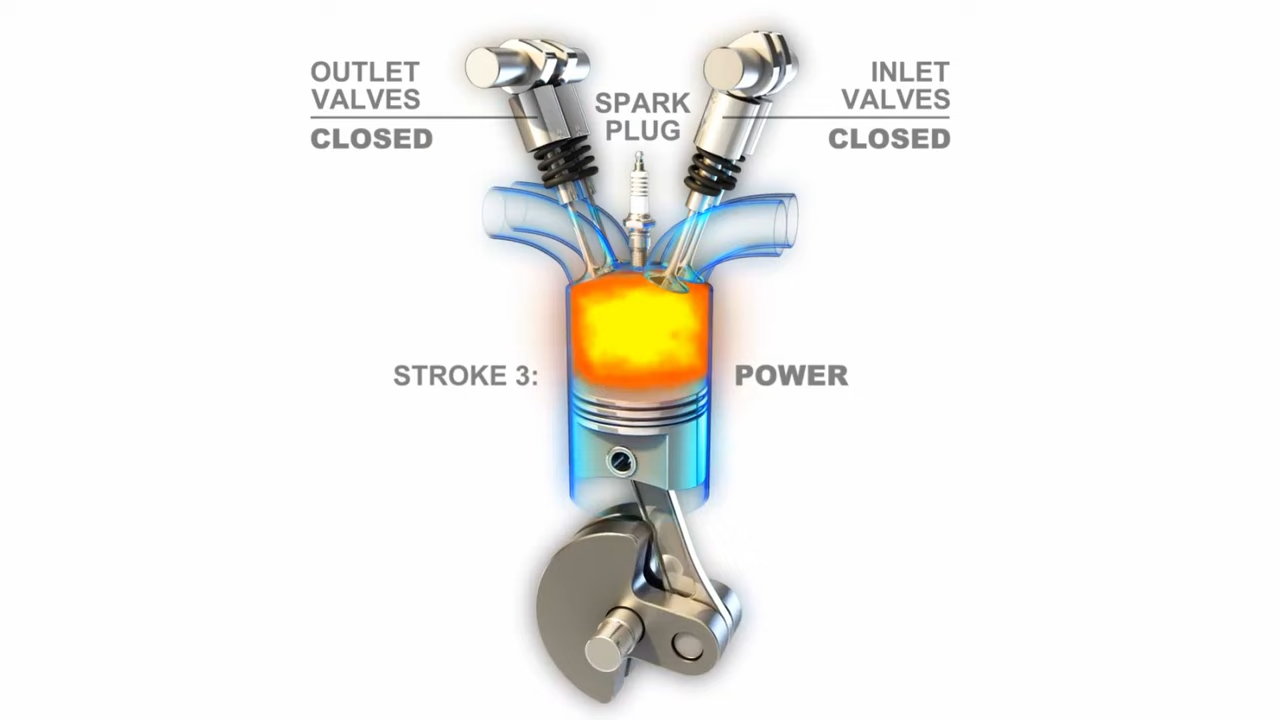 OUTLET
VALVES
CLOSED
SPARK
PLUG
INLET
VALVES
CLOSED
STROKE 3:
POWER